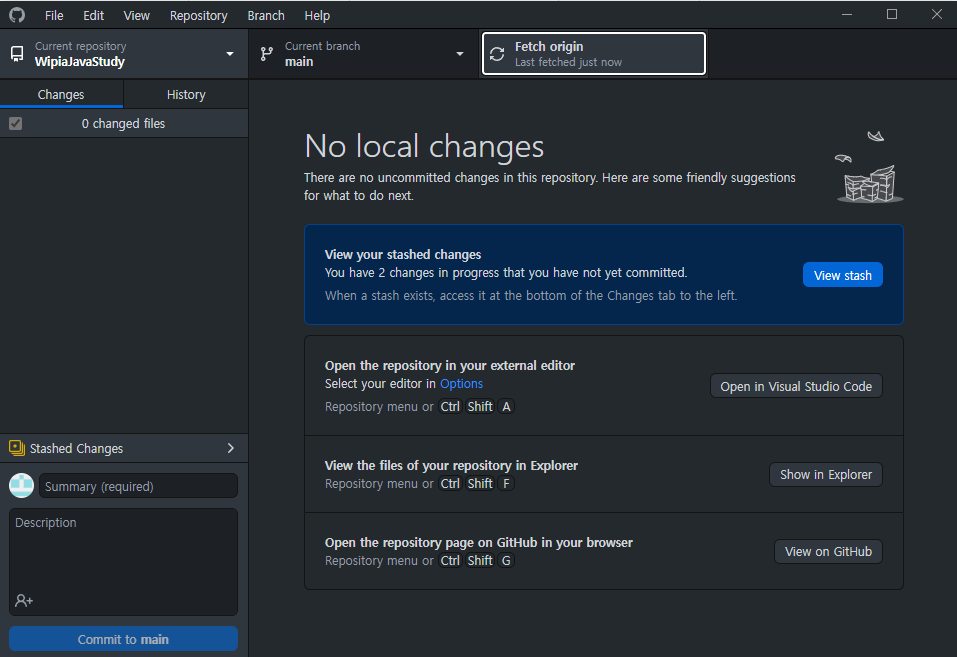 File Edit View Repository Branch Help
Current repository
WipiaJavaStudy
Current branch
main
Fetch origin
Last fetched just now
Changes
History
0 changed files
No local changes
There are no uncommitted changes in this repository. Here are some friendly suggestions
for what to do next.
View your stashed changes
You have 2 changes in progress that you have not yet committed.
When a stash exists, access it at the bottom of the Changes tab to the left.
View stash
Open the repository in your external editor
Select your editor in Options
Repository menu or Ctrl Shift A
Open in Visual Studio Code
View the files of your repository in Explorer
Repository menu or Ctrl Shift F
Show in Explorer
Open the repository page on GitHub in your browser
Repository menu or Ctrl Shift G
View on GitHub
Stashed Changes
Summary (required)
Description
Commit to main